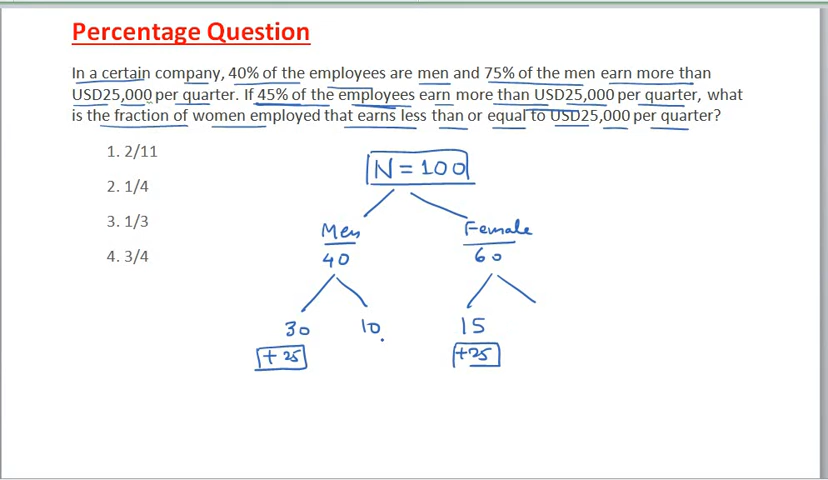 Percentage Question
In a certain company, 40% of the employees are men and 75% of the men earn more than
USD25,000 per quarter. If 45% of the employees earn more than USD25,000 per quarter, what
is the fraction of women employed that earns less than or equal to USD25,000 per quarter?
1. 2/11
2. 1/4
3. 1/3
4. 3/4
N = 100
Men Female
40 60
30 10 15
+ 25 +25